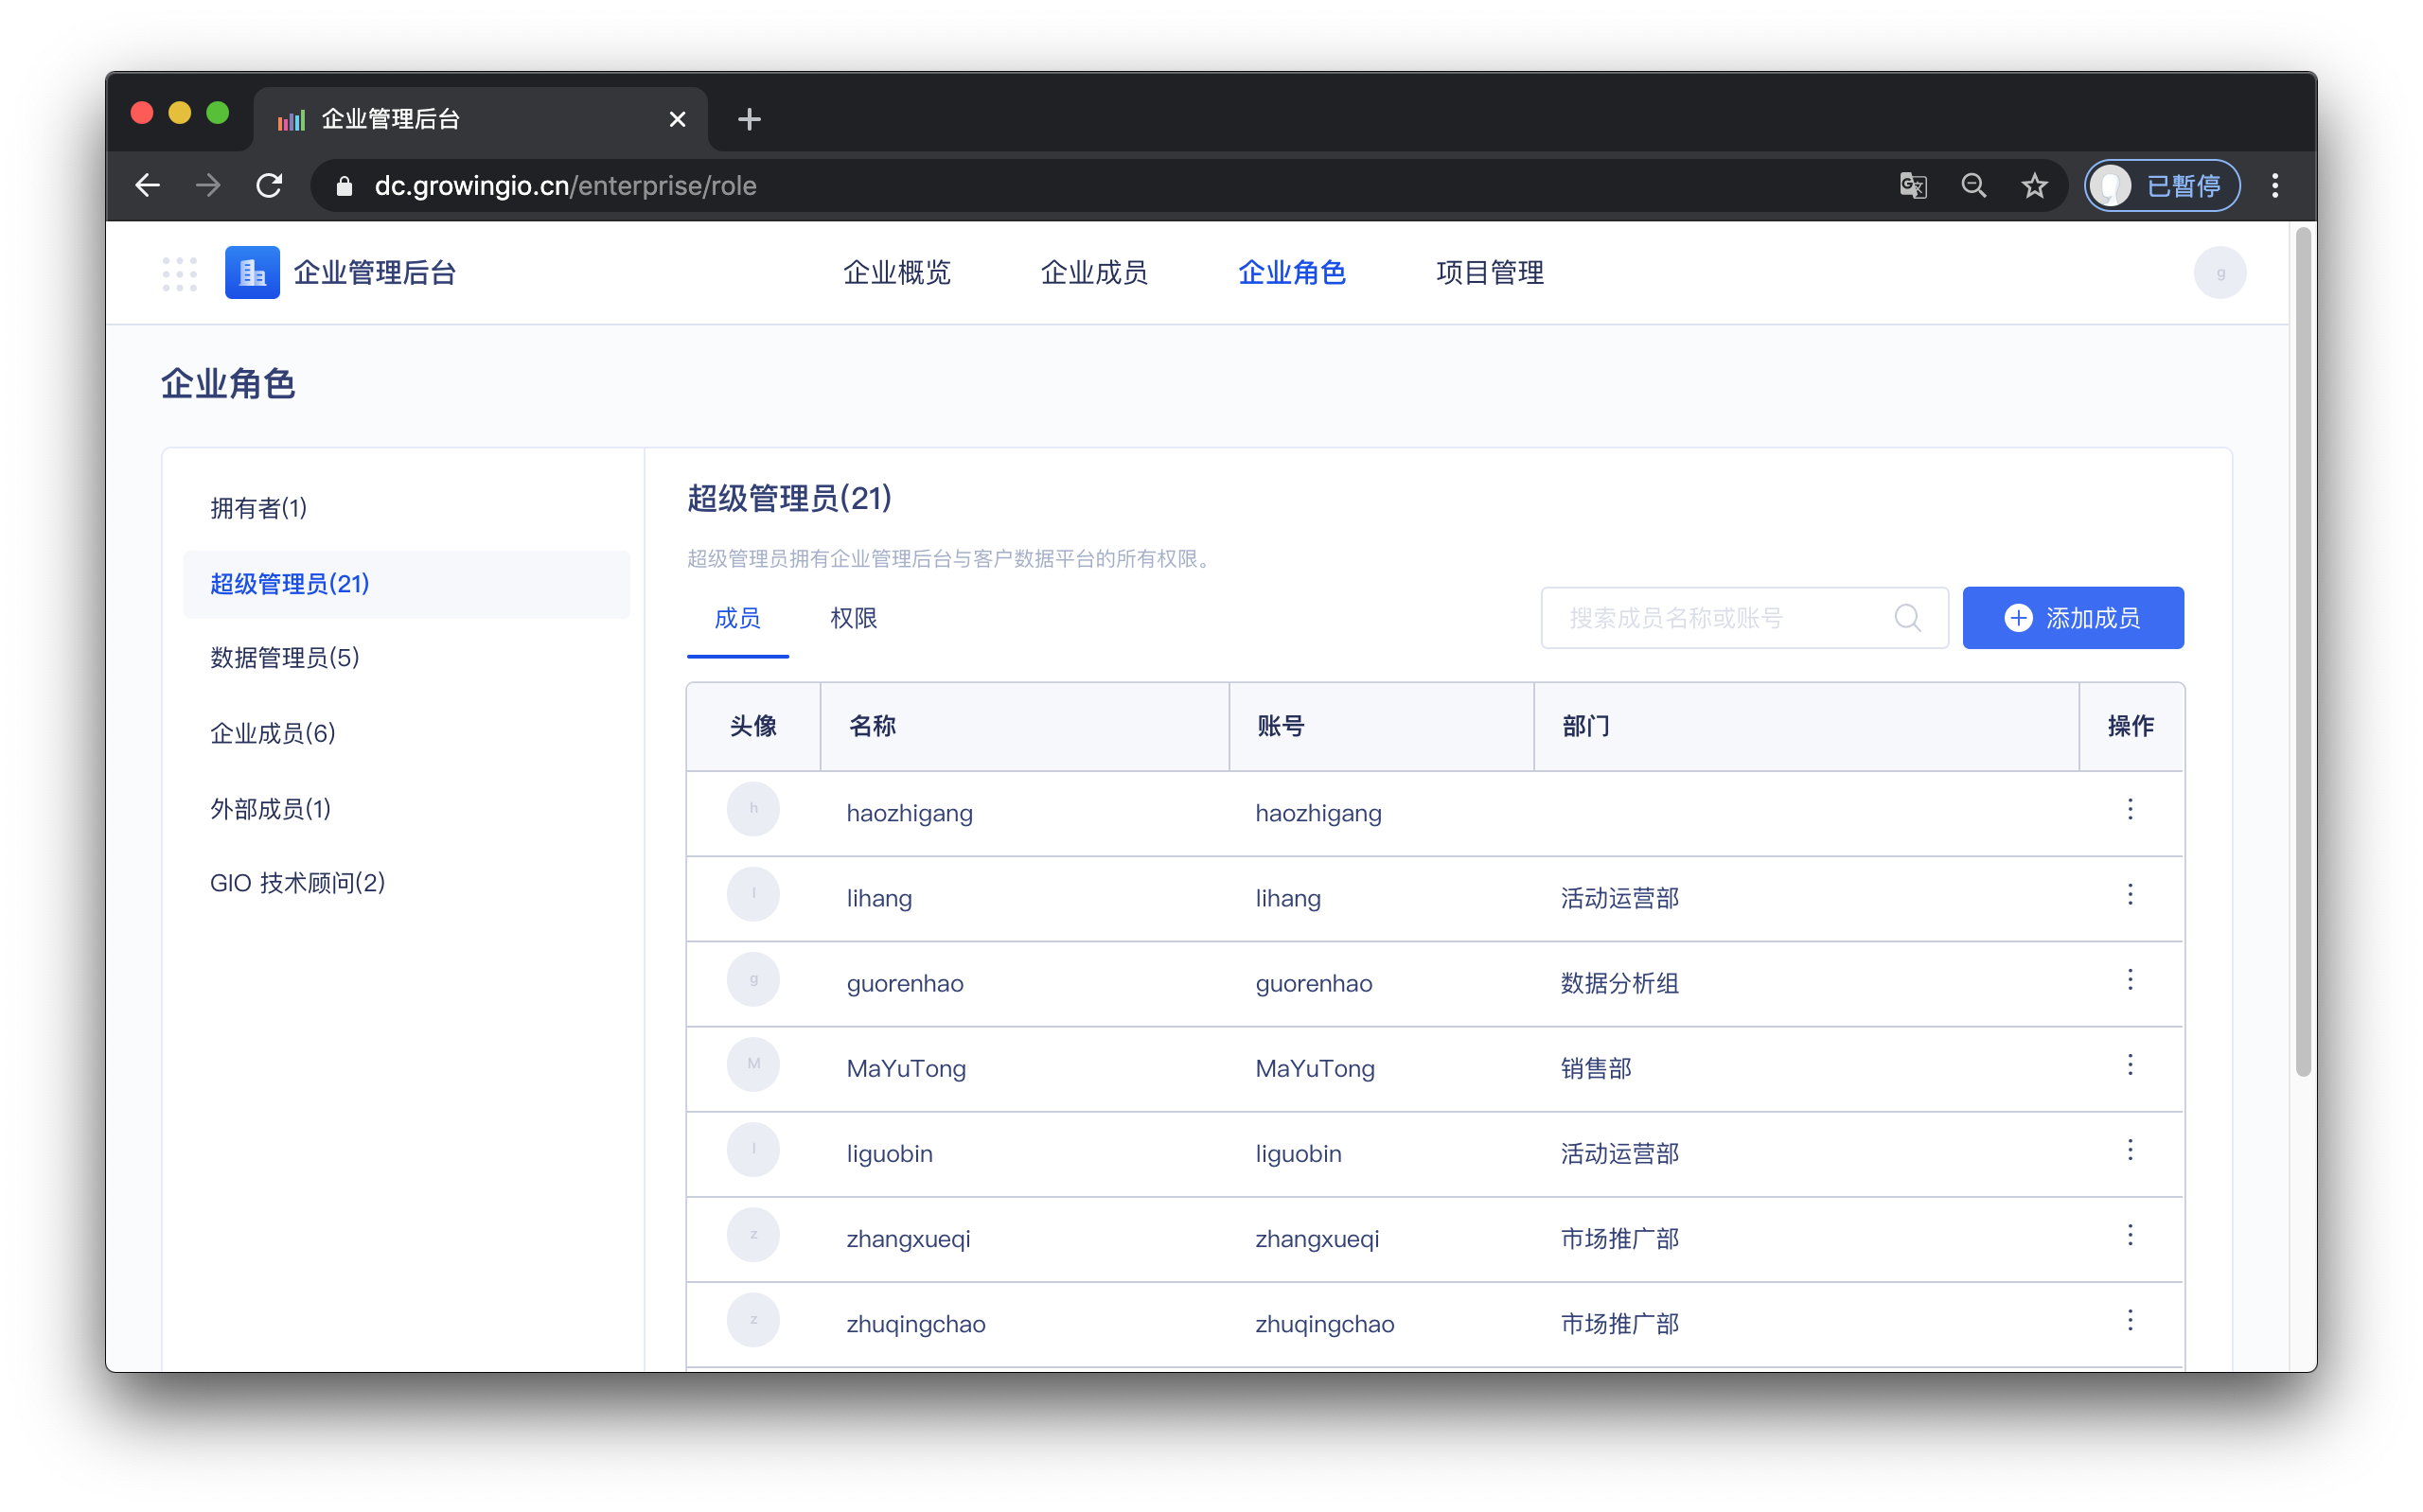 企业管理后台
dc.growingio.cn/enterprise/role
已暂停
企业管理后台 企业概览 企业成员 企业角色 项目管理 g
企业角色
拥有者(1)
超级管理员(21)
数据管理员(5)
企业成员(6)
外部成员(1)
GIO 技术顾问(2)
超级管理员(21)
超级管理员拥有企业管理后台与客户数据平台的所有权限。
成员 权限 搜索成员名称或账号 添加成员
头像 名称 账号 部门 操作
h haozhigang haozhigang
l lihang lihang 活动运营部
g guorenhao guorenhao 数据分析组
M MaYuTong MaYuTong 销售部
l liguobin liguobin 活动运营部
z zhangxueqi zhangxueqi 市场推广部
z zhuqingchao zhuqingchao 市场推广部